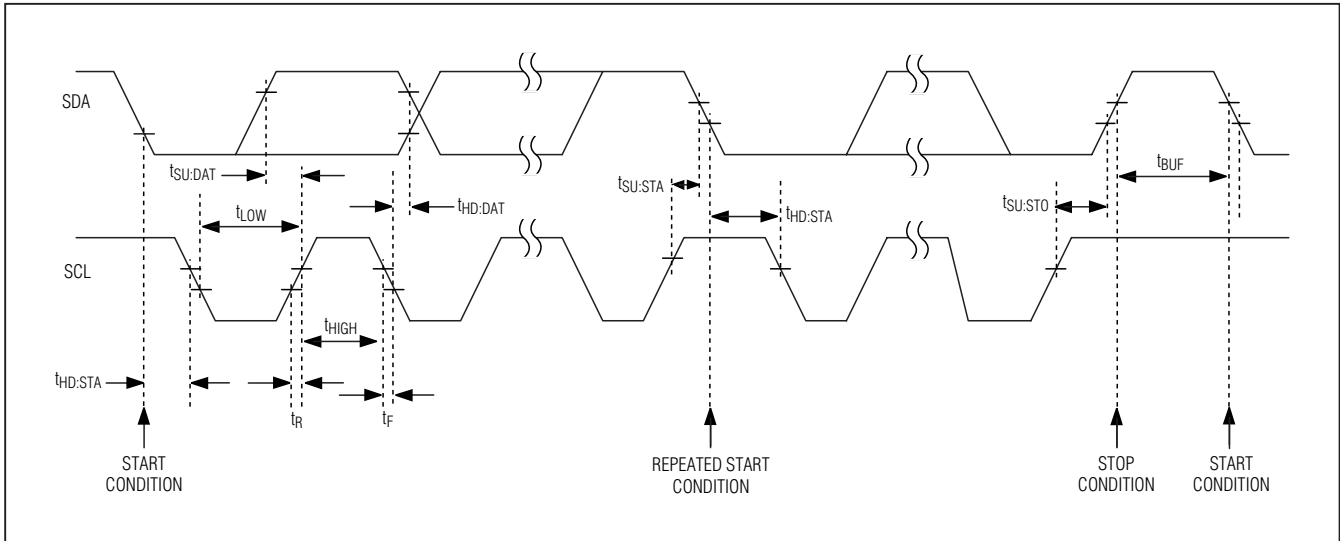 SDA
tSU:DAT
tLOW
tHD:DAT
tSU:STA
tHD:STA
tSU:STO
tBUF
SCL
tHIGH
tHD:STA
tR
tF
START
CONDITION
REPEATED START
CONDITION
STOP
CONDITION
START
CONDITION